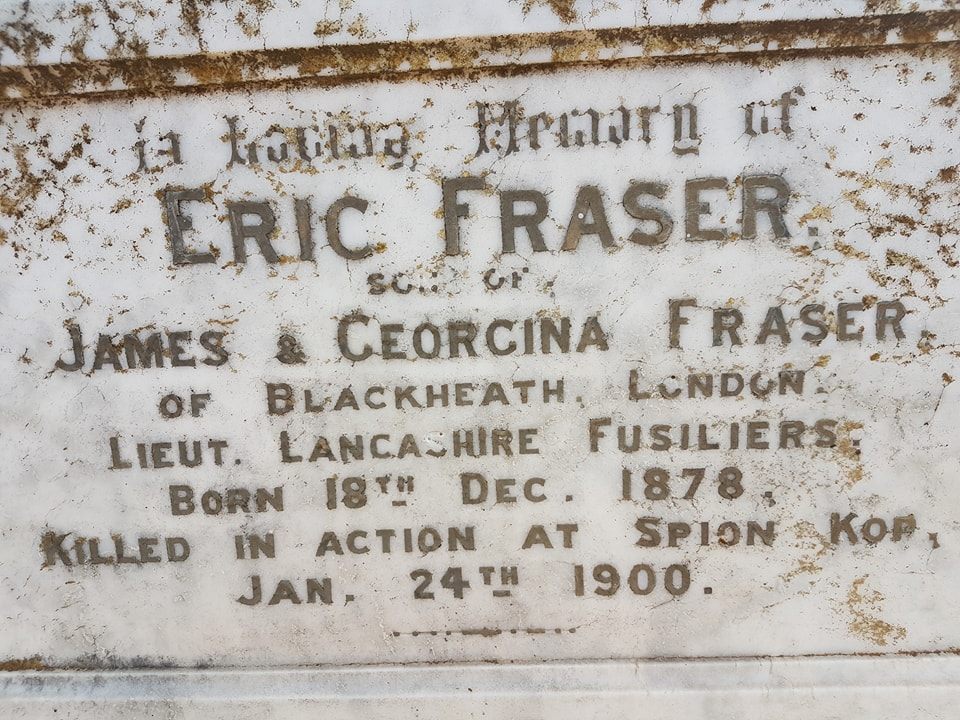 In Loving Memory of
ERIC FRASER,
SON OF
JAMES & GEORGINA FRASER,
OF BLACKHEATH, LONDON.
LIEUT. LANCASHIRE FUSILIERS,
BORN 18TH DEC. 1878,
KILLED IN ACTION AT SPION KOP,
JAN. 24TH 1900.